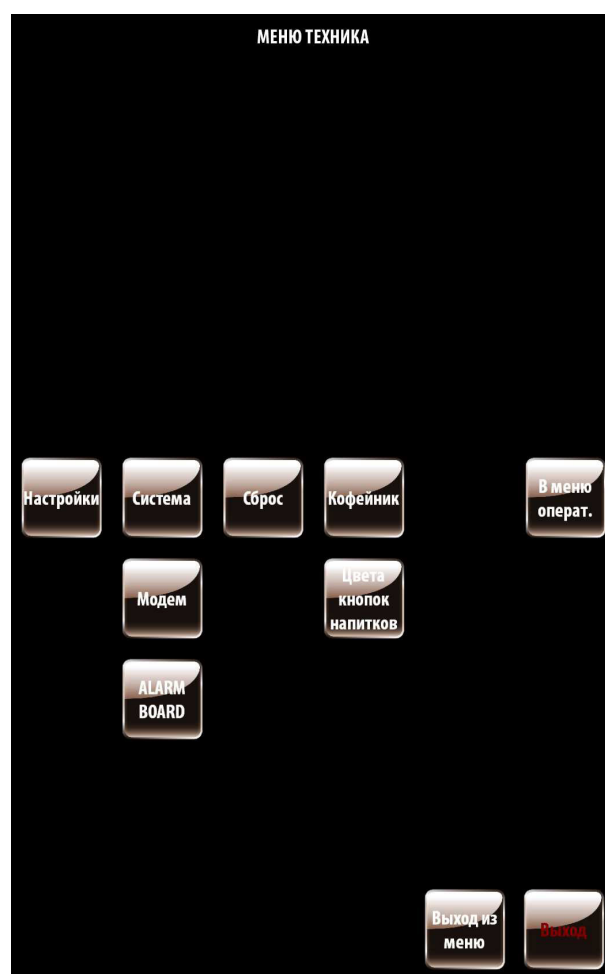 МЕНЮ ТЕХНИКА
Настройки
Система
Сброс
Кофейник
В меню
операт.
Модем
Цвета
кнопок
напитков
ALARM
BOARD
Выход из
меню
Выход